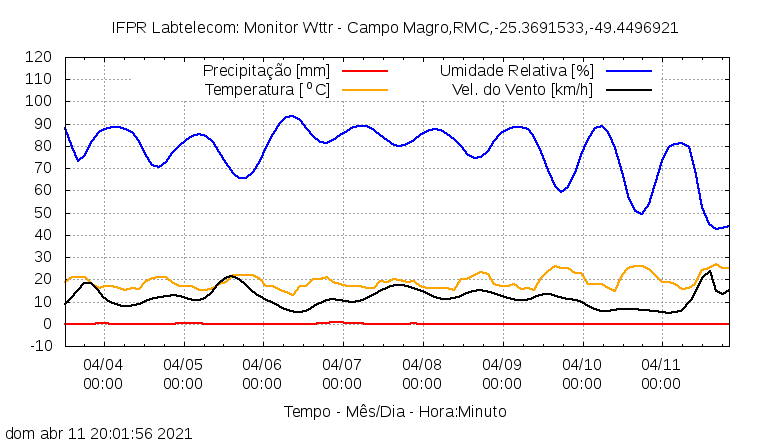 IFPR Labtelecom: Monitor Wttr - Campo Magro,RMC,-25.3691533,-49.4496921
Precipitação [mm]
Temperatura [⁰C]
Umidade Relativa [%]
Vel. do Vento [km/h]
120
110
100
90
80
70
60
50
40
30
20
10
0
-10
04/04 04/05 04/06 04/07 04/08 04/09 04/10 04/11
00:00 00:00 00:00 00:00 00:00 00:00 00:00 00:00
Tempo - Mês/Dia - Hora:Minuto
dom abr 11 20:01:56 2021